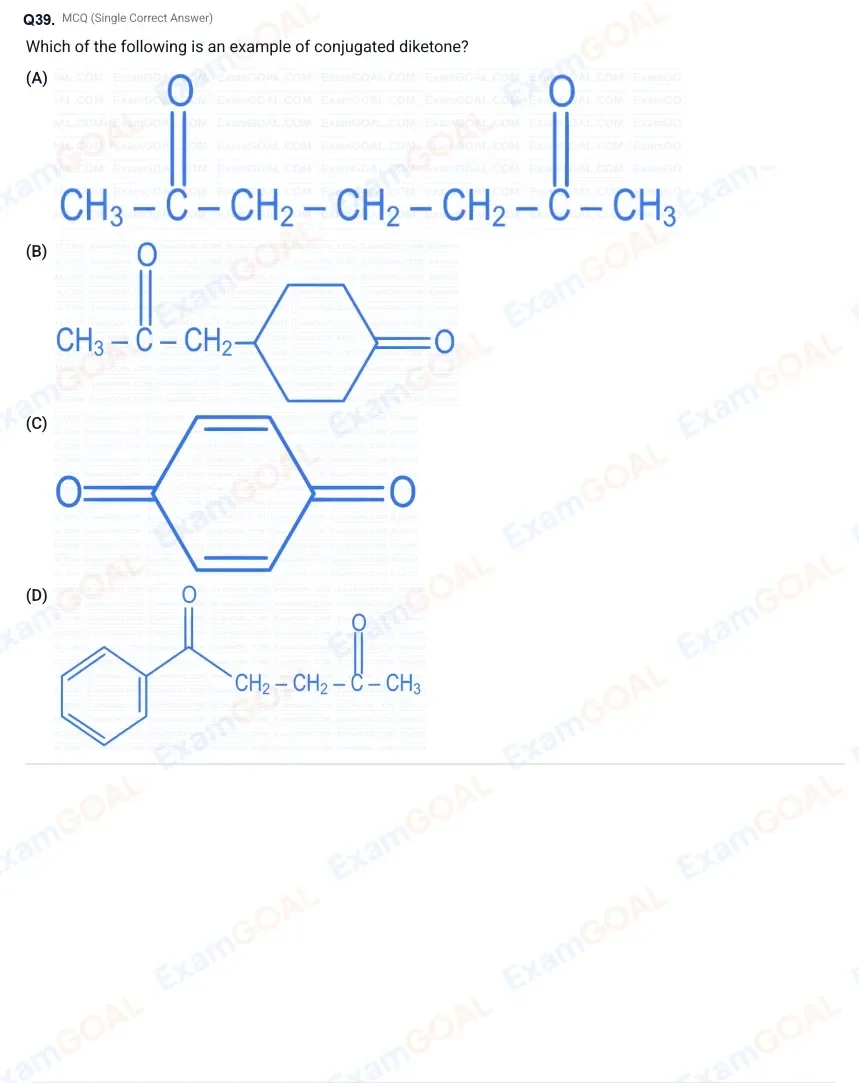 Q39. MCQ (Single Correct Answer)
Which of the following is an example of conjugated diketone?
(A)
O O
CH3 – C – CH2 – CH2 – CH2 – C – CH3
(B)
O
CH3 – C – CH2 O
(C)
O O
(D)
O
O
CH2 – CH2 – C – CH3
ExamGOAL